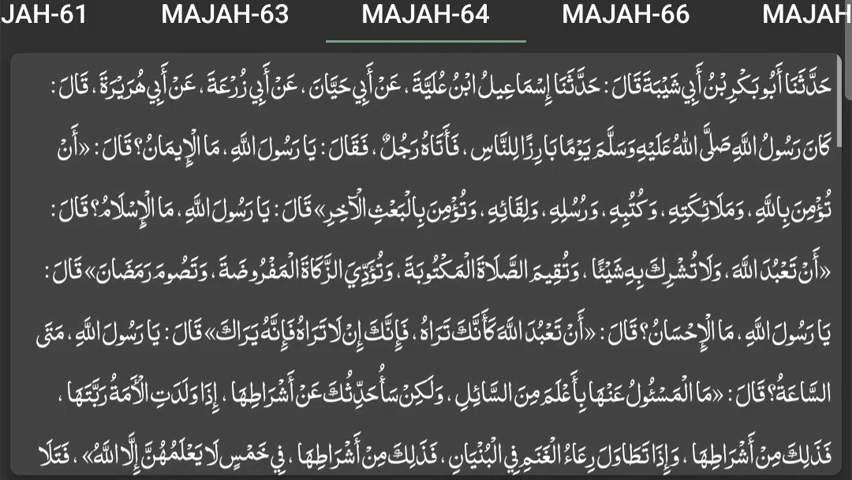 JAH-61 MAJAH-63 MAJAH-64 MAJAH-66 MAJAH
حَدَّثَنَا أَبُو بَكْرِ بْنُ أَبِي شَيْبَةَ قَالَ: حَدَّثَنَا إِسْمَاعِيلُ ابْنُ عُلَيَّةَ، عَنْ أَبِي حَيَّانَ، عَنْ أَبِي زُرْعَةَ، عَنْ أَبِي هُرَيْرَةَ، قَالَ:
كَانَ رَسُولُ اللَّهِ صَلَّى اللهُ عَلَيْهِ وَسَلَّمَ يَوْمًا بَارِزًا لِلنَّاسِ، فَأَتَاهُ رَجُلٌ، فَقَالَ: يَا رَسُولَ اللَّهِ، مَا الْإِيمَانُ؟ قَالَ: «أَنْ
تُؤْمِنَ بِاللَّهِ، وَمَلَائِكَتِهِ، وَكُتُبِهِ، وَرُسُلِهِ، وَلِقَائِهِ، وَتُؤْمِنَ بِالْبَعْثِ الْآخِرِ» قَالَ: يَا رَسُولَ اللَّهِ، مَا الْإِسْلَامُ؟ قَالَ:
«أَنْ تَعْبُدَ اللَّهَ، وَلَا تُشْرِكَ بِهِ شَيْئًا، وَتُقِيمَ الصَّلَاةَ الْمَكْتُوبَةَ، وَتُؤَدِّيَ الزَّكَاةَ الْمَفْرُوضَةَ، وَتَصُومَ رَمَضَانَ» قَالَ:
يَا رَسُولَ اللَّهِ، مَا الْإِحْسَانُ؟ قَالَ: «أَنْ تَعْبُدَ اللَّهَ كَأَنَّكَ تَرَاهُ، فَإِنَّكَ إِنْ لَا تَرَاهُ فَإِنَّهُ يَرَاكَ» قَالَ: يَا رَسُولَ اللَّهِ، مَتَى
السَّاعَةُ؟ قَالَ: «مَا الْمَسْئُولُ عَنْهَا بِأَعْلَمَ مِنَ السَّائِلِ، وَلَكِنْ سَأُحَدِّثُكَ عَنْ أَشْرَاطِهَا، إِذَا وَلَدَتِ الْأَمَةُ رَبَّتَهَا،
فَذَلِكَ مِنْ أَشْرَاطِهَا، وَإِذَا تَطَاوَلَ رِعَاءُ الْغَنَمِ فِي الْبُنْيَانِ، فَذَلِكَ مِنْ أَشْرَاطِهَا، فِي خَمْسٍ لَا يَعْلَمُهُنَّ إِلَّا اللَّهُ»، فَتَلَا